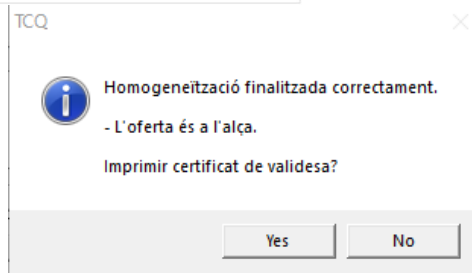 TCQ
Homogeneïtzació finalitzada correctament.
- L'oferta és a l'alça.
Imprimir certificat de validesa?
Yes
No